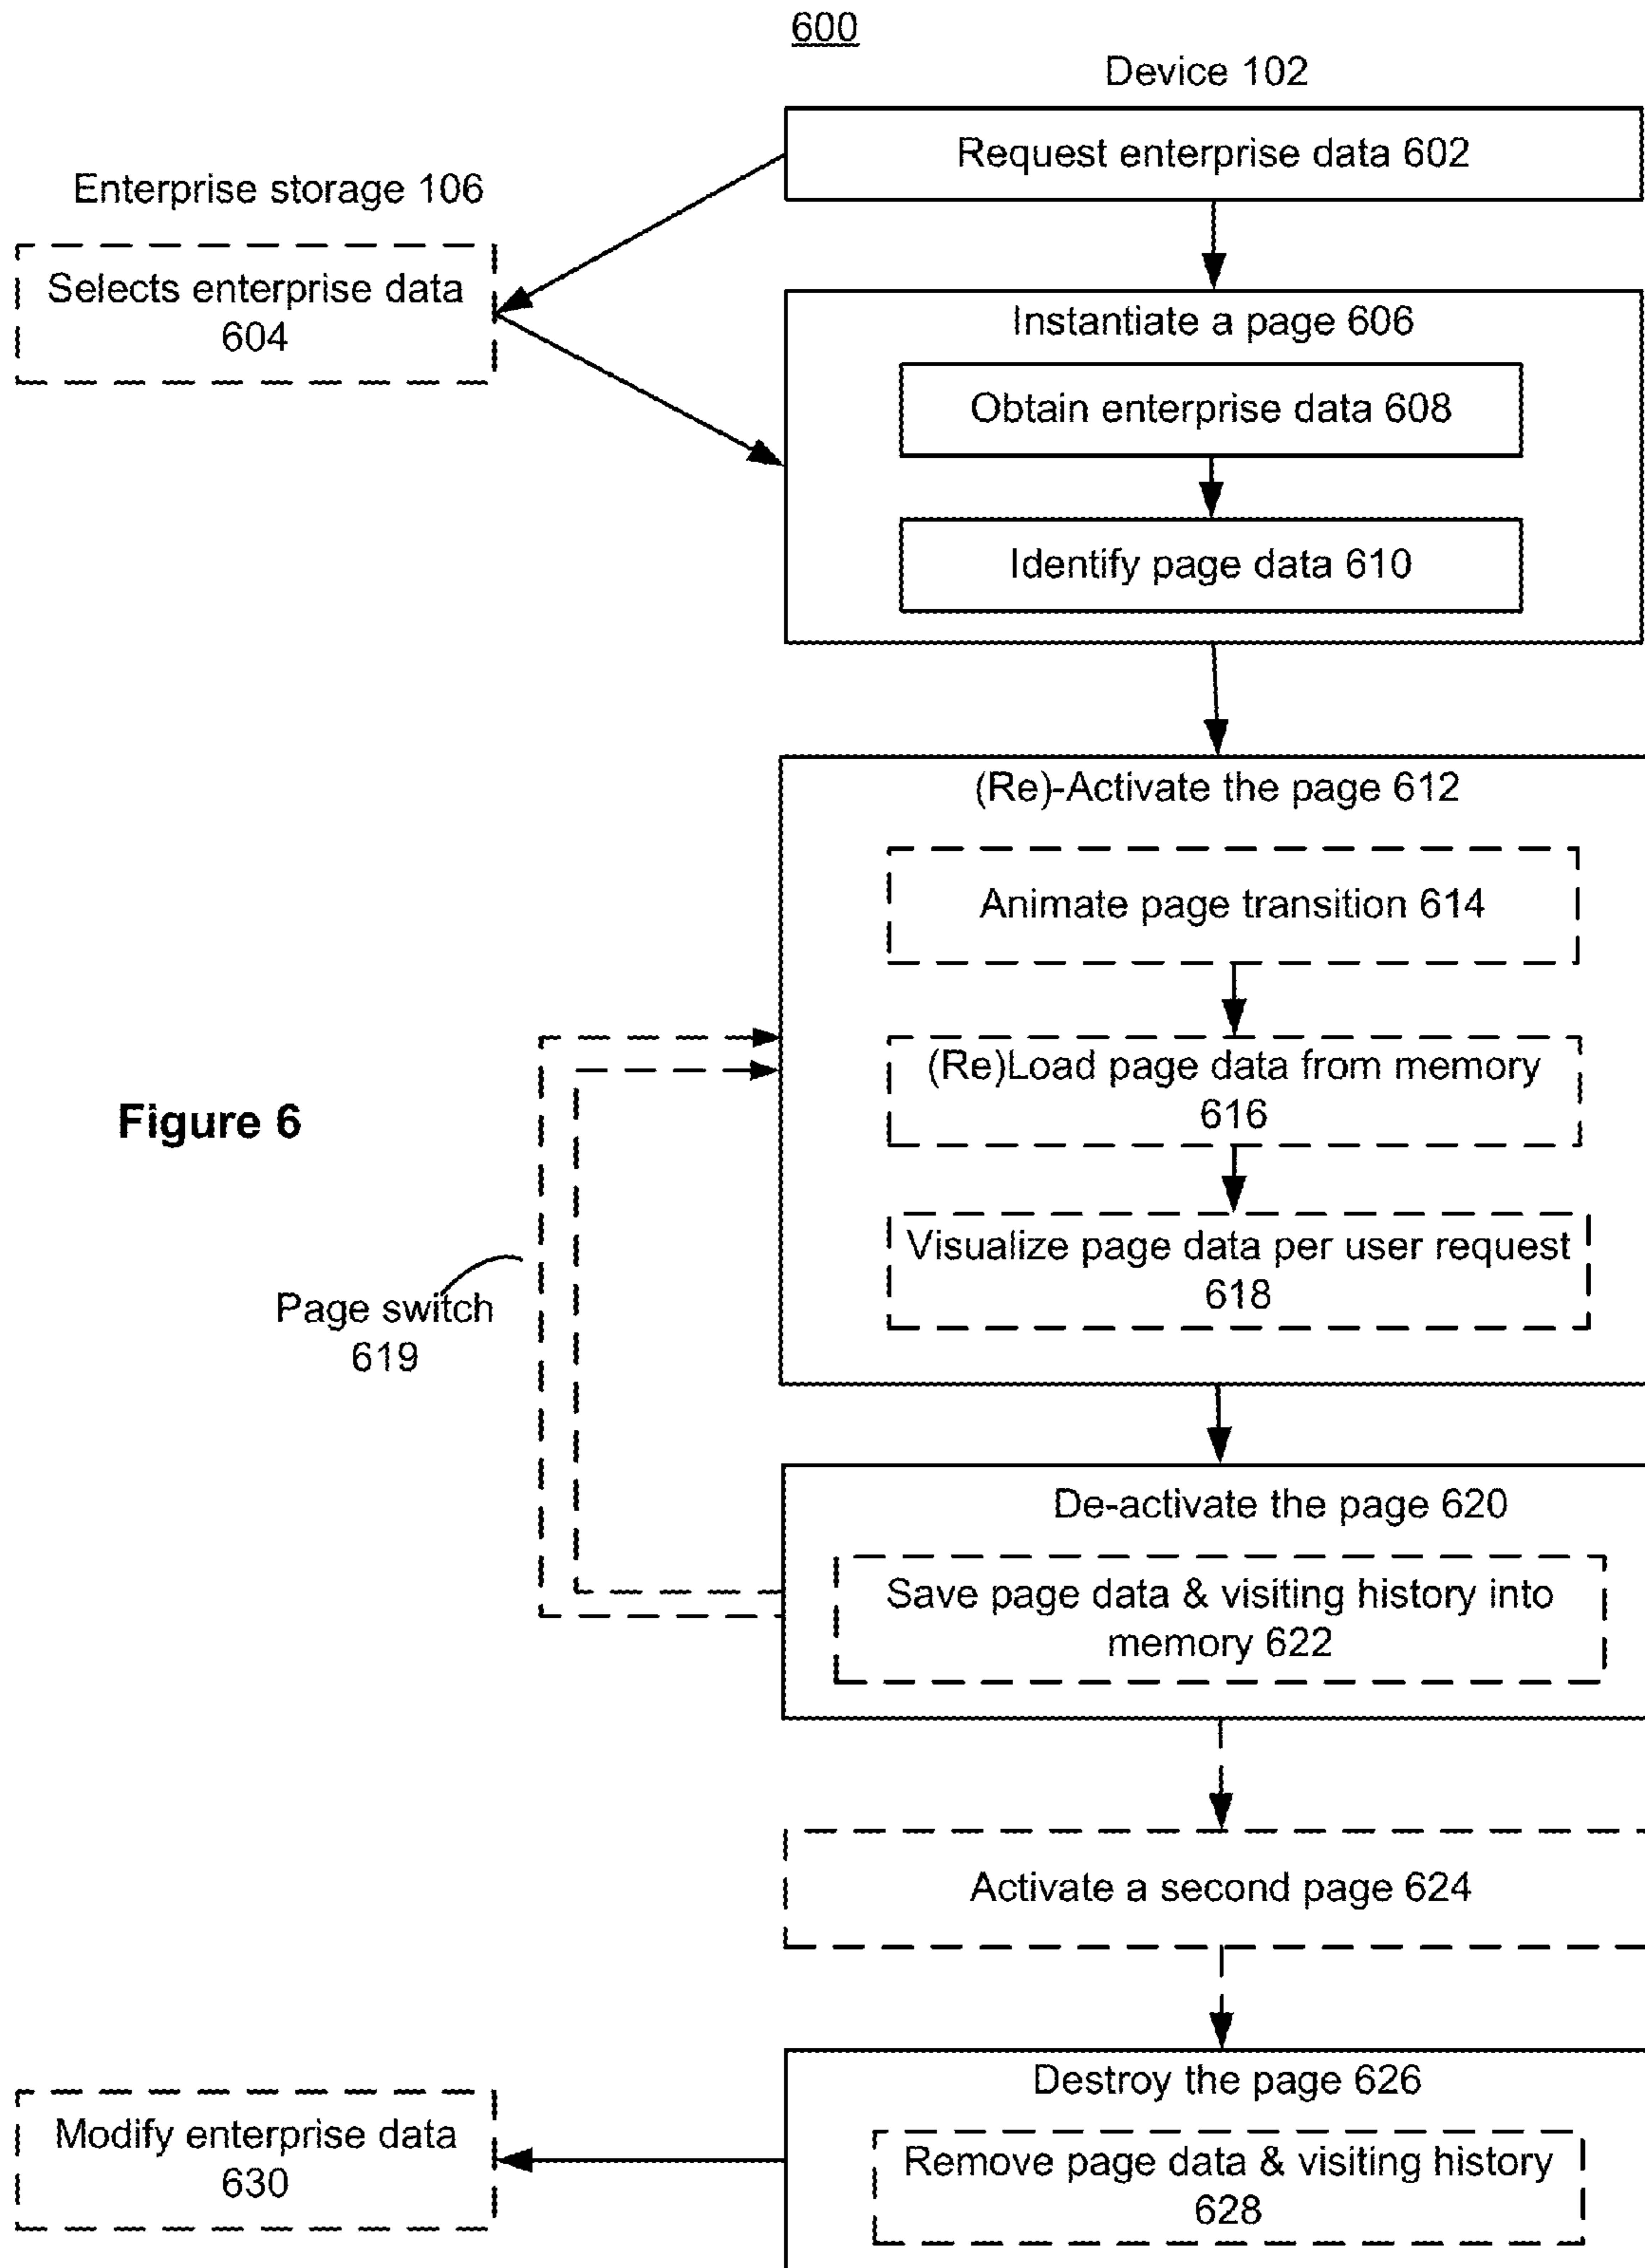 600
Device 102
Request enterprise data 602
Enterprise storage 106
Selects enterprise data
604
Instantiate a page 606
Obtain enterprise data 608
Identify page data 610
(Re)-Activate the page 612
Animate page transition 614
(Re)Load page data from memory
616
Visualize page data per user request
618
Figure 6
Page switch
619
De-activate the page 620
Save page data & visiting history into
memory 622
Activate a second page 624
Destroy the page 626
Remove page data & visiting history
628
Modify enterprise data
630